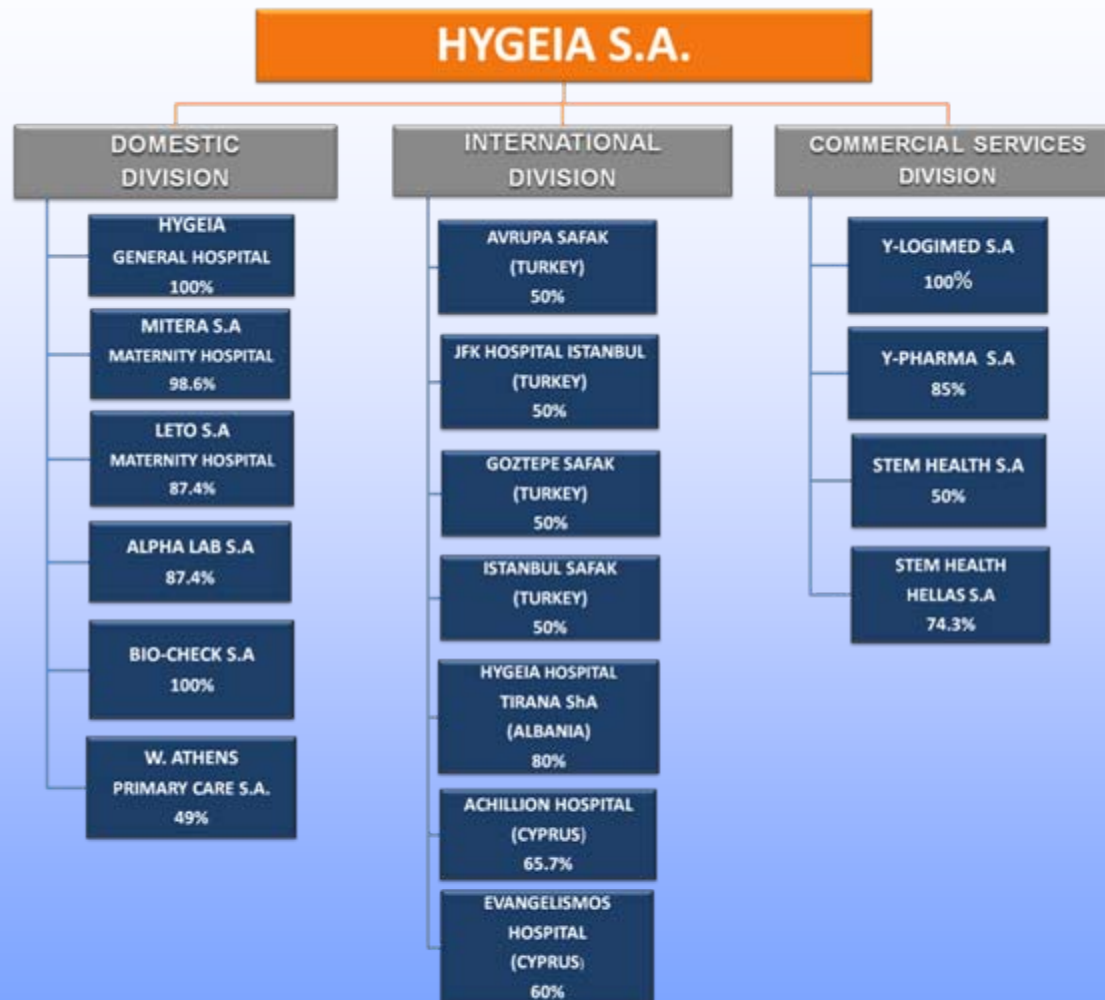 HYGEIA S.A.
DOMESTIC
DIVISION
HYGEIA
GENERAL HOSPITAL
100%
MITERA S.A
MATERNITY HOSPITAL
98.6%
LETO S.A
MATERNITY HOSPITAL
87.4%
ALPHA LAB S.A
87.4%
BIO-CHECK S.A
100%
W. ATHENS
PRIMARY CARE S.A.
49%
INTERNATIONAL
DIVISION
AVRUPA SAFAK
(TURKEY)
50%
JFK HOSPITAL ISTANBUL
(TURKEY)
50%
GOZTEPE SAFAK
(TURKEY)
50%
ISTANBUL SAFAK
(TURKEY)
50%
HYGEIA HOSPITAL
TIRANA ShA
(ALBANIA)
80%
ACHILLION HOSPITAL
(CYPRUS)
65.7%
EVANGELISMOS
HOSPITAL
(CYPRUS)
60%
COMMERCIAL SERVICES
DIVISION
Y-LOGIMED S.A
100%
Y-PHARMA S.A
85%
STEM HEALTH S.A
50%
STEM HEALTH
HELLAS S.A
74.3%